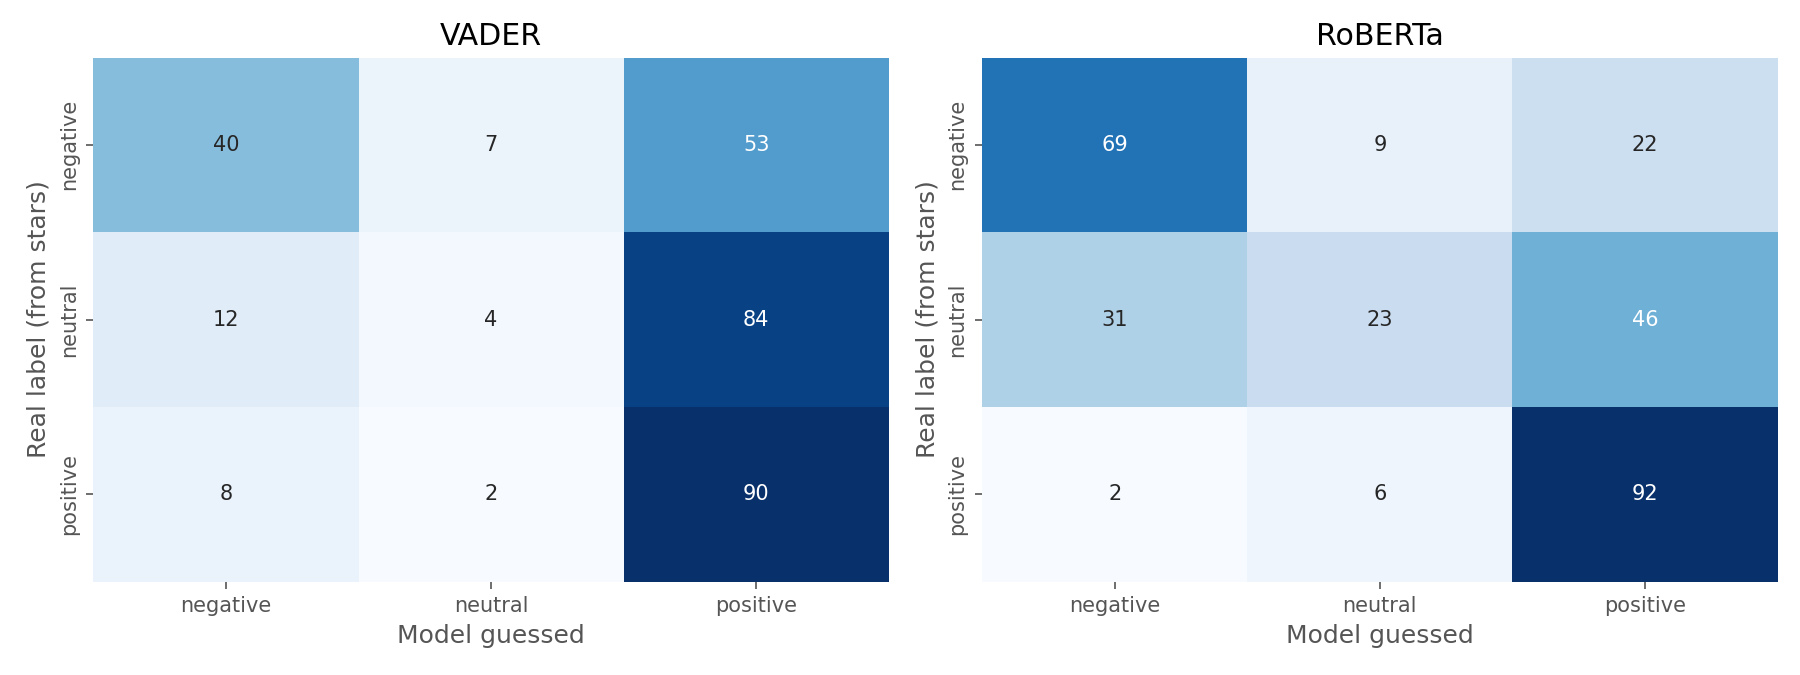 VADER
Real label (from stars)
negative
neutral
positive
40 7 53
12 4 84
8 2 90
negative neutral positive
Model guessed
RoBERTa
Real label (from stars)
negative
neutral
positive
69 9 22
31 23 46
2 6 92
negative neutral positive
Model guessed